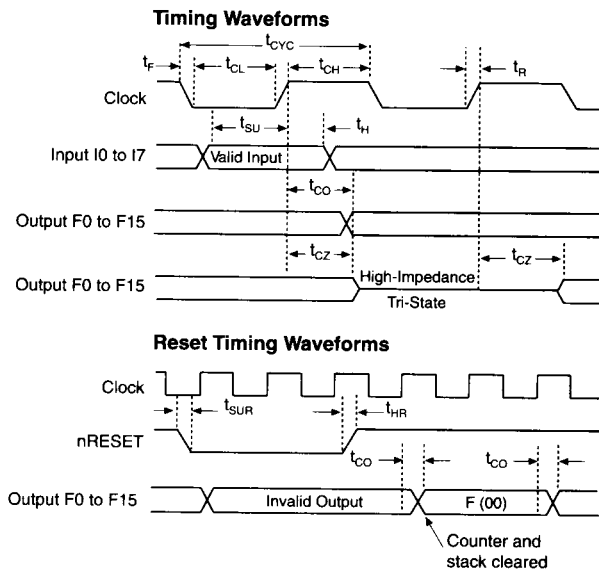 Timing Waveforms
tCYC
tF
tCL
tCH
tR
Clock
tSU
tH
Input I0 to I7
Valid Input
tCO
Output F0 to F15
tCZ
tCZ
High-Impedance
Output F0 to F15
Tri-State
Reset Timing Waveforms
Clock
tSUR
tHR
nRESET
tCO
tCO
Output F0 to F15
Invalid Output
F (00)
Counter and
stack cleared